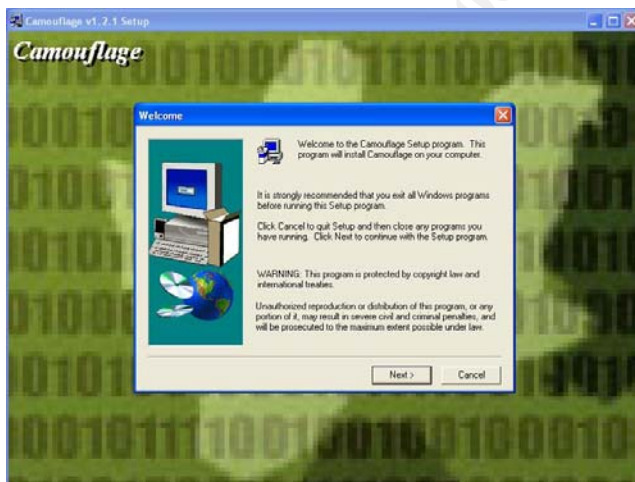 Camouflage v1.2.1 Setup
Camouflage
Welcome
Welcome to the Camouflage Setup program. This
program will install Camouflage on your computer.
It is strongly recommended that you exit all Windows programs
before running this Setup program.
Click Cancel to quit Setup and then close any programs you
have running. Click Next to continue with the Setup program.
WARNING: This program is protected by copyright law and
international treaties.
Unauthorized reproduction or distribution of this program, or any
portion of it, may result in severe civil and criminal penalties, and
will be prosecuted to the maximum extent possible under law.
Next >
Cancel